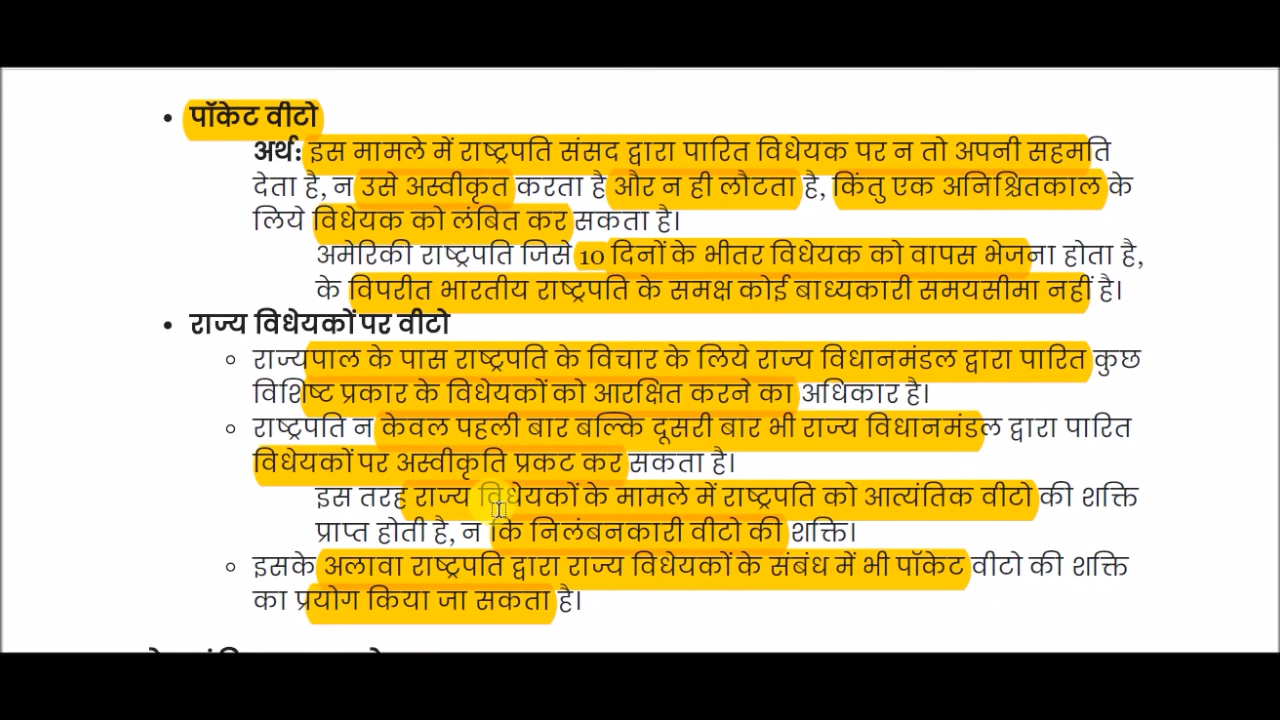 • पॉकेट वीटो
अर्थ: इस मामले में राष्ट्रपति संसद द्वारा पारित विधेयक पर न तो अपनी सहमति
देता है, न उसे अस्वीकृत करता है और न ही लौटता है, किंतु एक अनिश्चितकाल के
लिये विधेयक को लंबित कर सकता है।
अमेरिकी राष्ट्रपति जिसे 10 दिनों के भीतर विधेयक को वापस भेजना होता है,
के विपरीत भारतीय राष्ट्रपति के समक्ष कोई बाध्यकारी समयसीमा नहीं है।
• राज्य विधेयकों पर वीटो
○ राज्यपाल के पास राष्ट्रपति के विचार के लिये राज्य विधानमंडल द्वारा पारित कुछ
विशिष्ट प्रकार के विधेयकों को आरक्षित करने का अधिकार है।
○ राष्ट्रपति न केवल पहली बार बल्कि दूसरी बार भी राज्य विधानमंडल द्वारा पारित
विधेयकों पर अस्वीकृति प्रकट कर सकता है।
इस तरह राज्य विधेयकों के मामले में राष्ट्रपति को आत्यंतिक वीटो की शक्ति
प्राप्त होती है, न कि निलंबनकारी वीटो की शक्ति।
○ इसके अलावा राष्ट्रपति द्वारा राज्य विधेयकों के संबंध में भी पॉकेट वीटो की शक्ति
का प्रयोग किया जा सकता है।